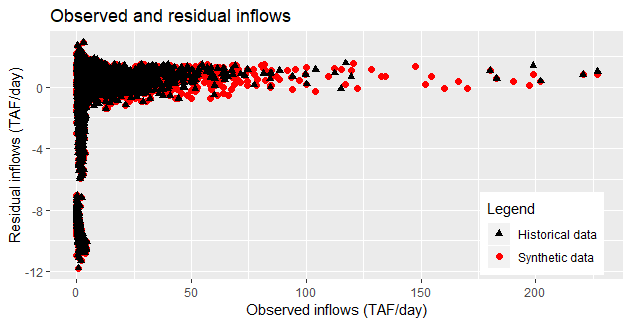 Observed and residual inflows
Residual inflows (TAF/day)
0
-4
-8
-12
0
50
100
150
200
Observed inflows (TAF/day)
Legend
Historical data
Synthetic data